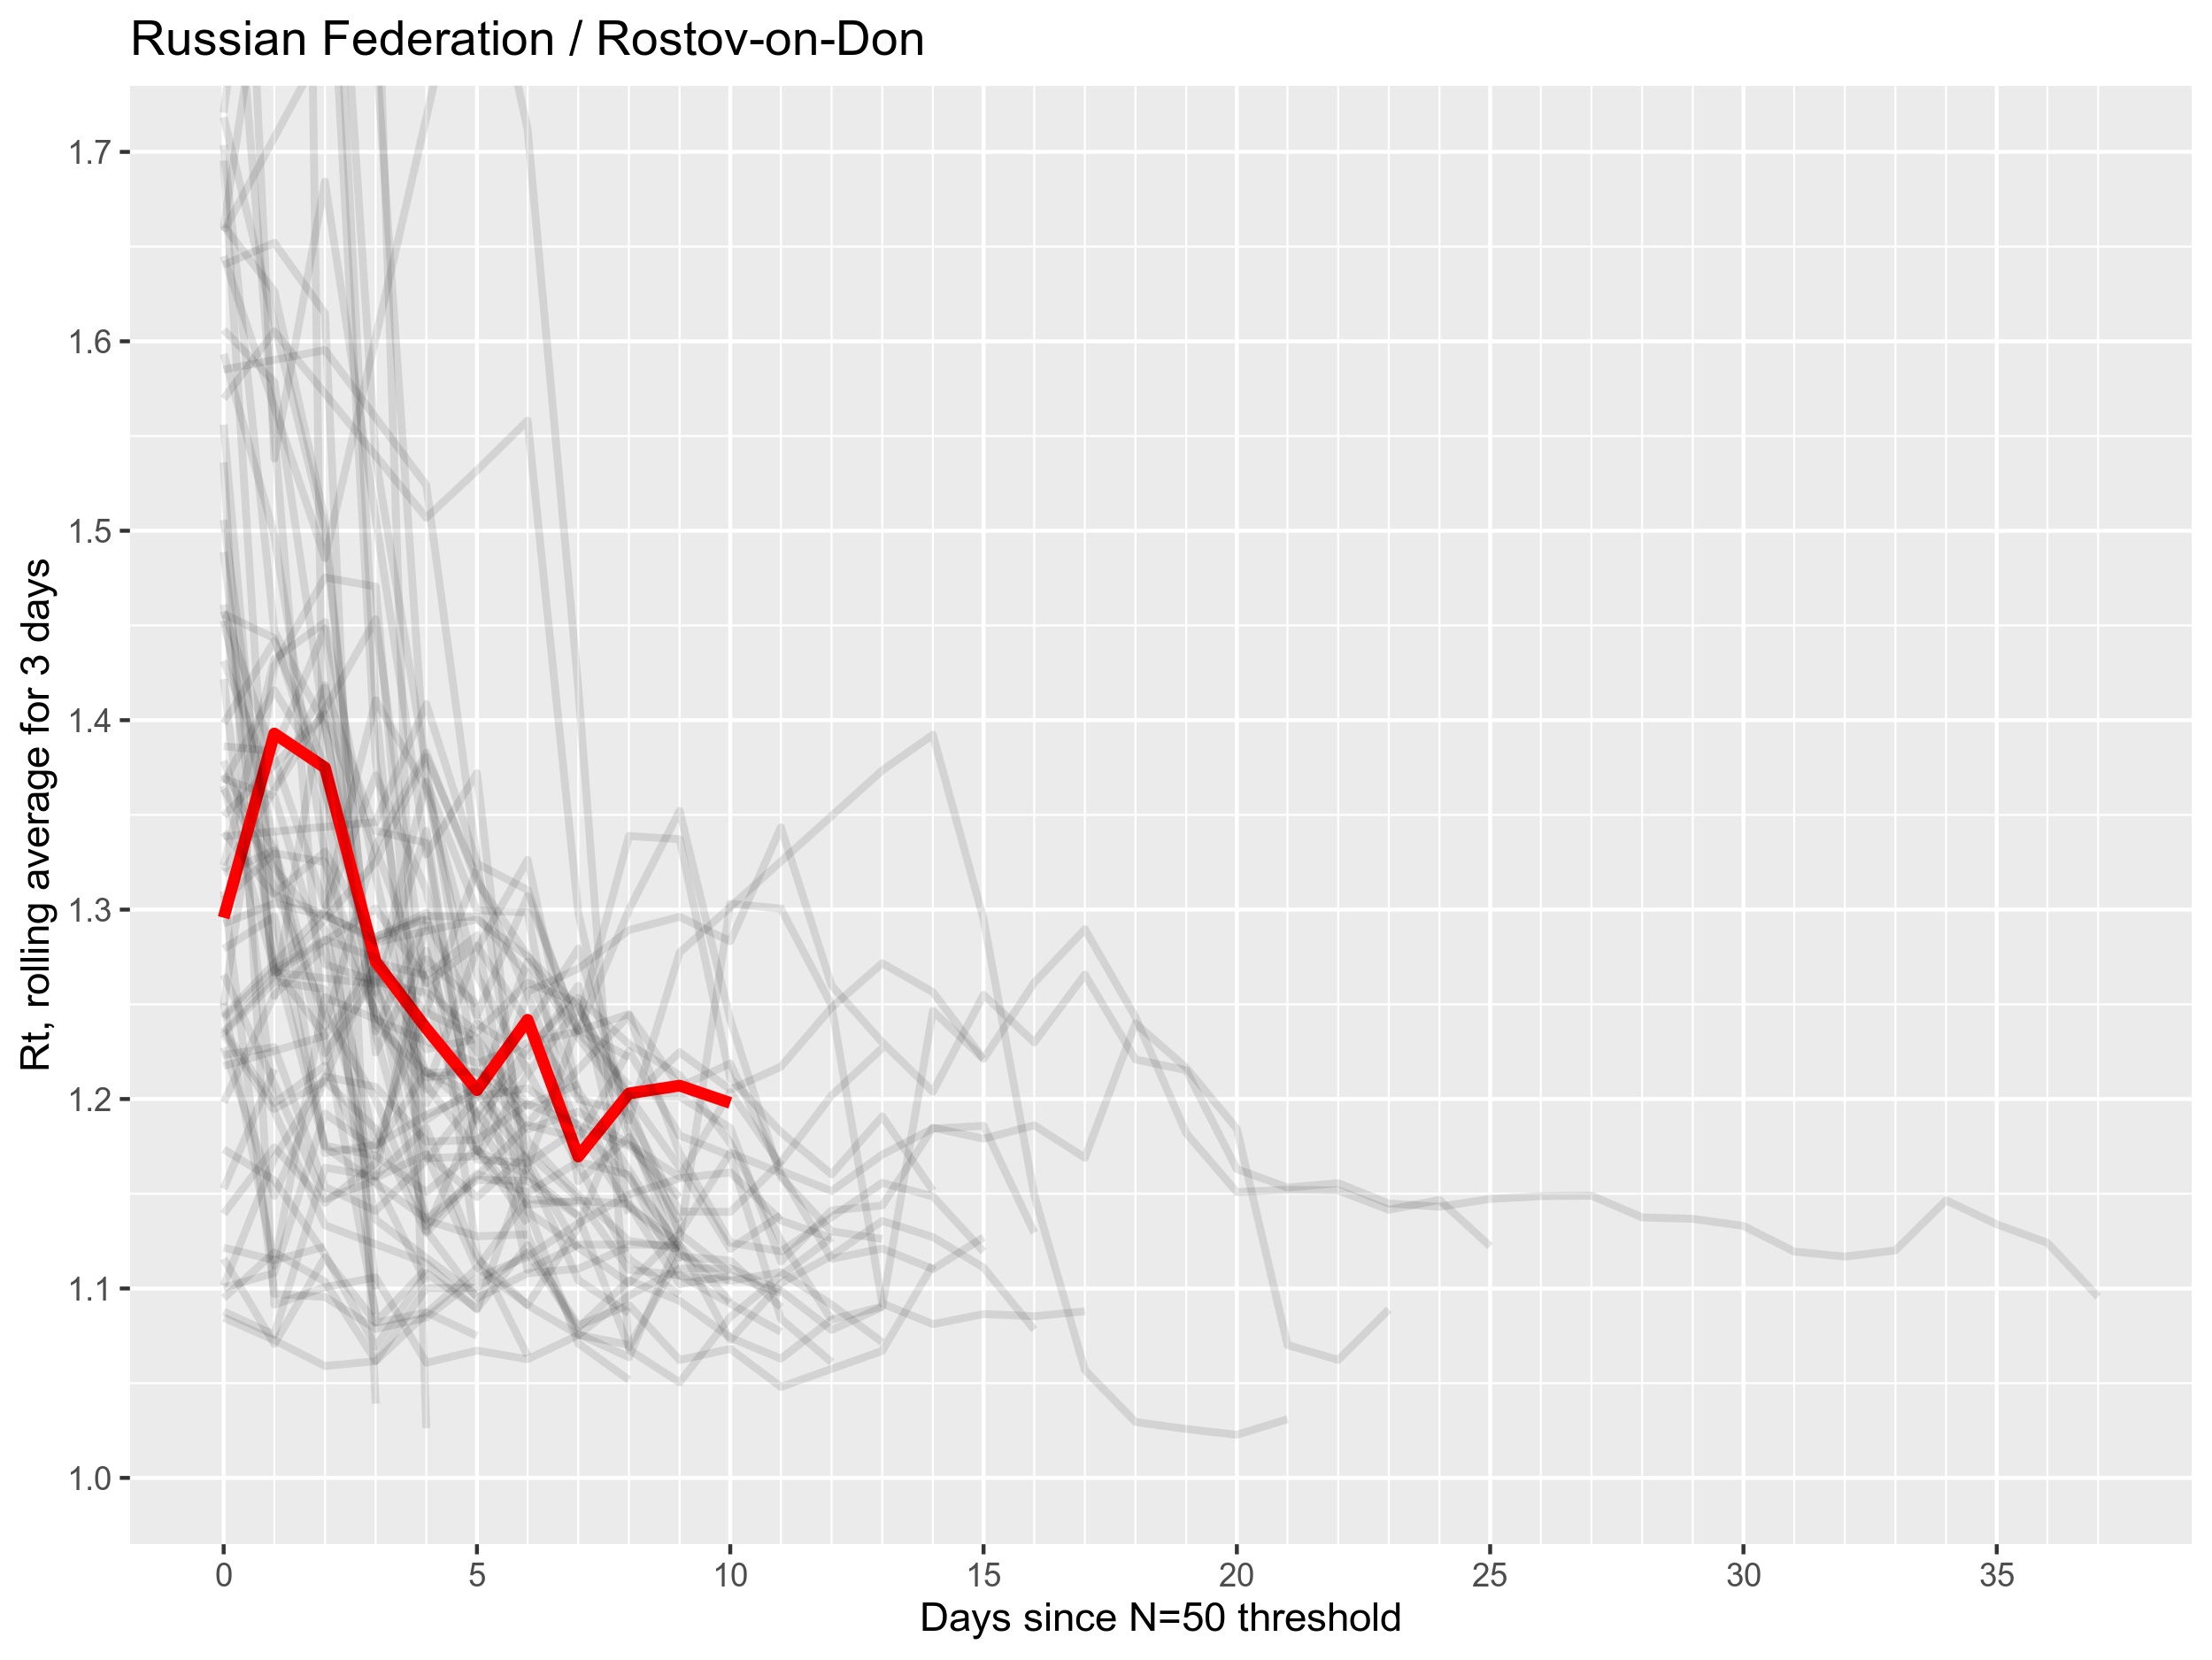 Russian Federation / Rostov-on-Don
Rt, rolling average for 3 days
1.7
1.6
1.5
1.4
1.3
1.2
1.1
1.0
0 5 10 15 20 25 30 35
Days since N=50 threshold